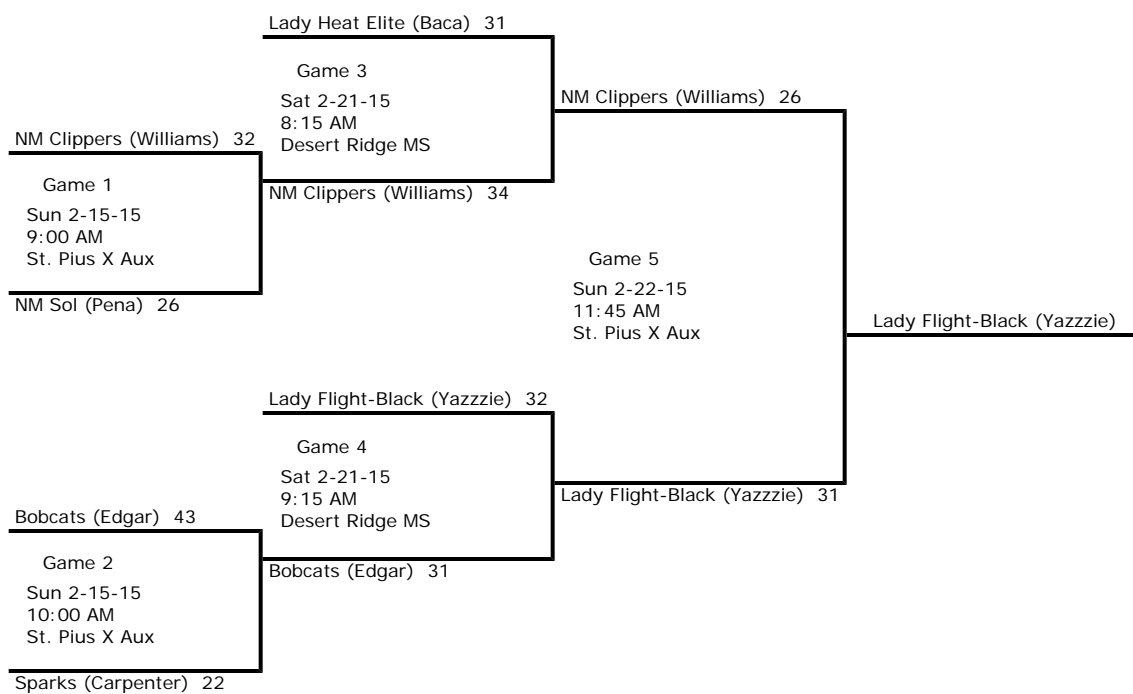 Lady Heat Elite (Baca) 31
Game 3
Sat 2-21-15
8:15 AM
Desert Ridge MS
NM Clippers (Williams) 26
NM Clippers (Williams) 32
Game 1
Sun 2-15-15
9:00 AM
St. Pius X Aux
NM Clippers (Williams) 34
NM Sol (Pena) 26
Game 5
Sun 2-22-15
11:45 AM
St. Pius X Aux
Lady Flight-Black (Yazzzie)
Lady Flight-Black (Yazzzie) 32
Game 4
Sat 2-21-15
9:15 AM
Desert Ridge MS
Lady Flight-Black (Yazzzie) 31
Bobcats (Edgar) 43
Game 2
Sun 2-15-15
10:00 AM
St. Pius X Aux
Bobcats (Edgar) 31
Sparks (Carpenter) 22